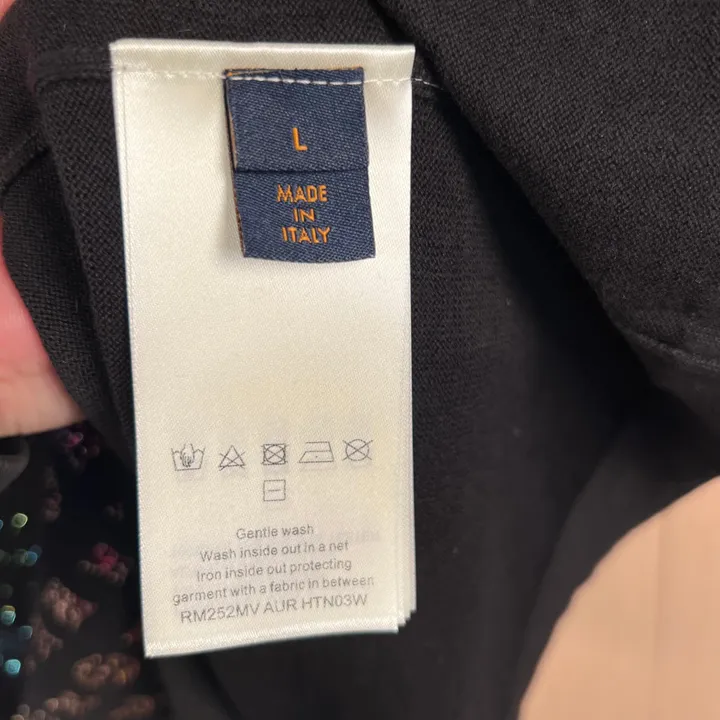 L
MADE
IN
ITALY
Gentle wash
Wash inside out in a net
Iron inside out protecting
garment with a fabric in between
RM252MV AUR HTN03W